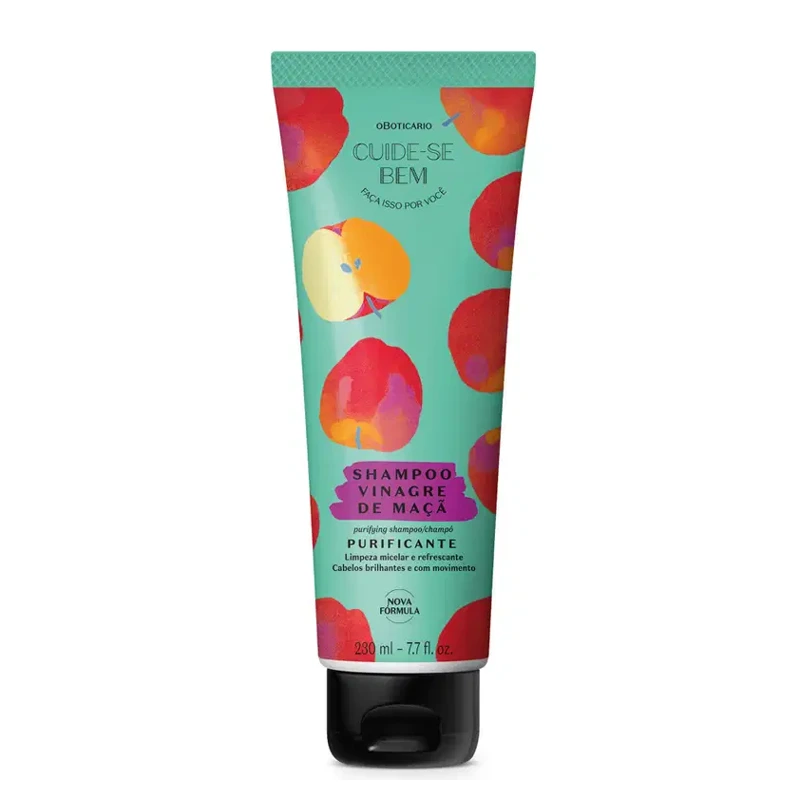 oBOTICARIO
CUIDE-SE
BEM
FAÇA ISSO POR VOCÊ
SHAMPOO
VINAGRE
DE MAÇÃ
purifying shampoo/champô
PURIFICANTE
Limpeza micelar e refrescante
Cabelos brilhantes e com movimento
NOVA
FÓRMULA
230 ml – 7.7 fl. oz.